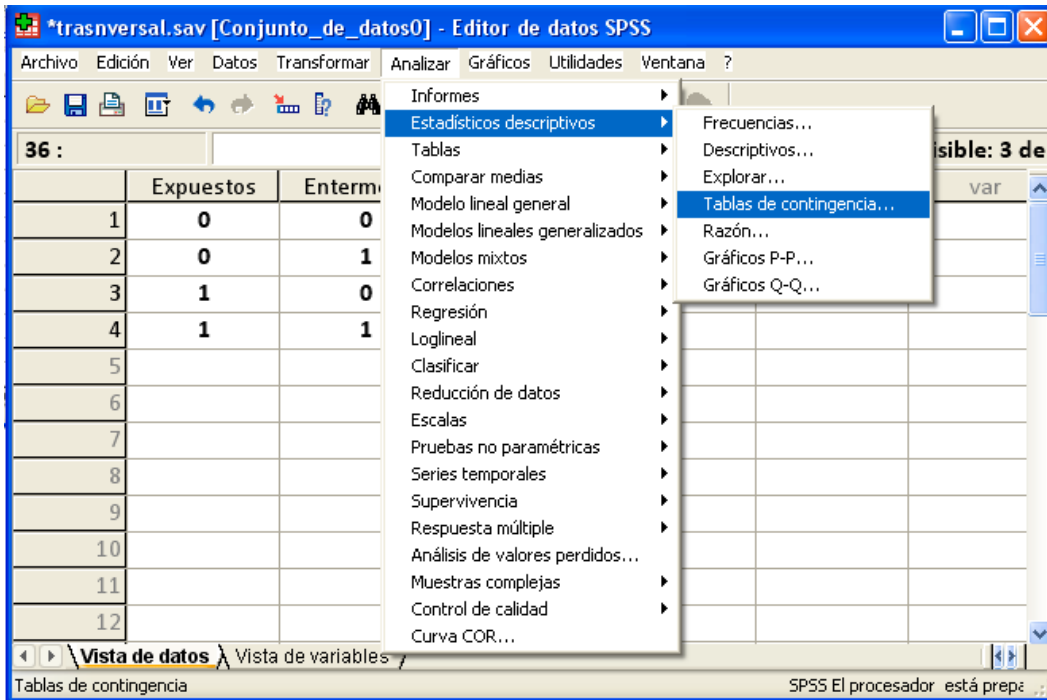 *trasnversal.sav [Conjunto_de_datos0] - Editor de datos SPSS
Archivo Edición Ver Datos Transformar Analizar Gráficos Utilidades Ventana ?
36 :
isible: 3 de
Expuestos Enterm var
1 0 0
2 0 1
3 1 0
4 1 1
5
6
7
8
9
10
11
12
Informes
Estadísticos descriptivos
Tablas
Comparar medias
Modelo lineal general
Modelos lineales generalizados
Modelos mixtos
Correlaciones
Regresión
Loglineal
Clasificar
Reducción de datos
Escalas
Pruebas no paramétricas
Series temporales
Supervivencia
Respuesta múltiple
Análisis de valores perdidos...
Muestras complejas
Control de calidad
Curva COR...
Frecuencias...
Descriptivos...
Explorar...
Tablas de contingencia...
Razón...
Gráficos P-P...
Gráficos Q-Q...
Vista de datos Vista de variables
Tablas de contingencia SPSS El procesador está prepa